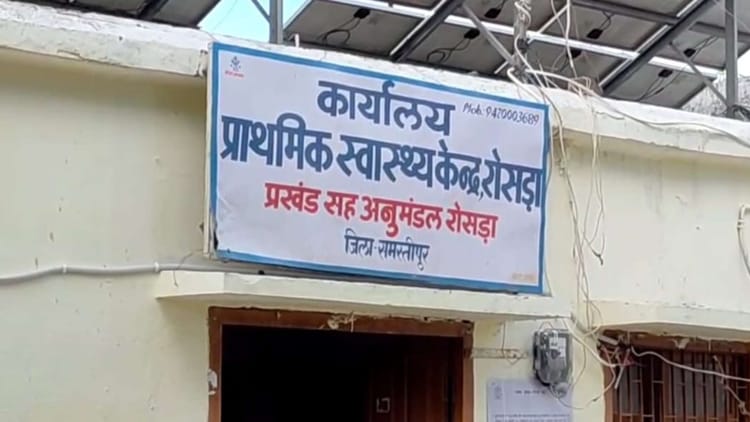 कार्यालय
Mob:-9470003689
प्राथमिक स्वास्थ्य केन्द्र, रोसड़ा
प्रखंड सह अनुमंडल रोसड़ा
जिला-समस्तीपुर